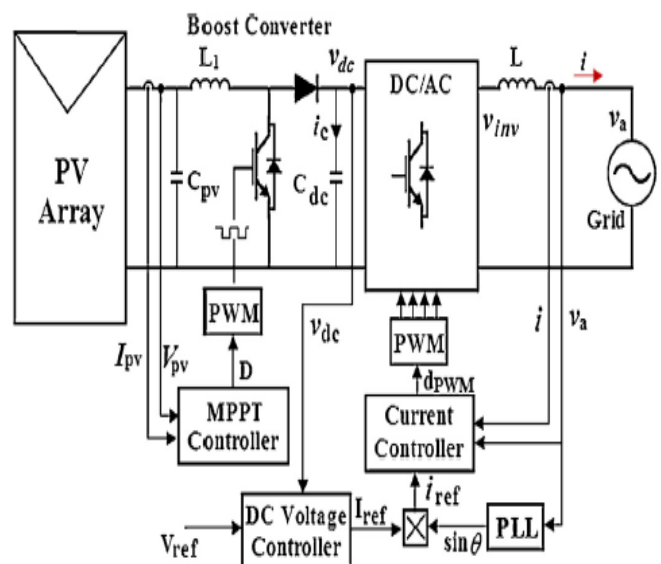 Boost Converter
L1
vdc
DC/AC
L
i
vinv
va
ic
Cpv
Cdc
PV
Array
Grid
PWM
vdc
PWM
i
va
Ipv
Vpv
D
dPWM
MPPT
Controller
Current
Controller
iref
DC Voltage
Controller
Iref
Vref
sinθ
PLL